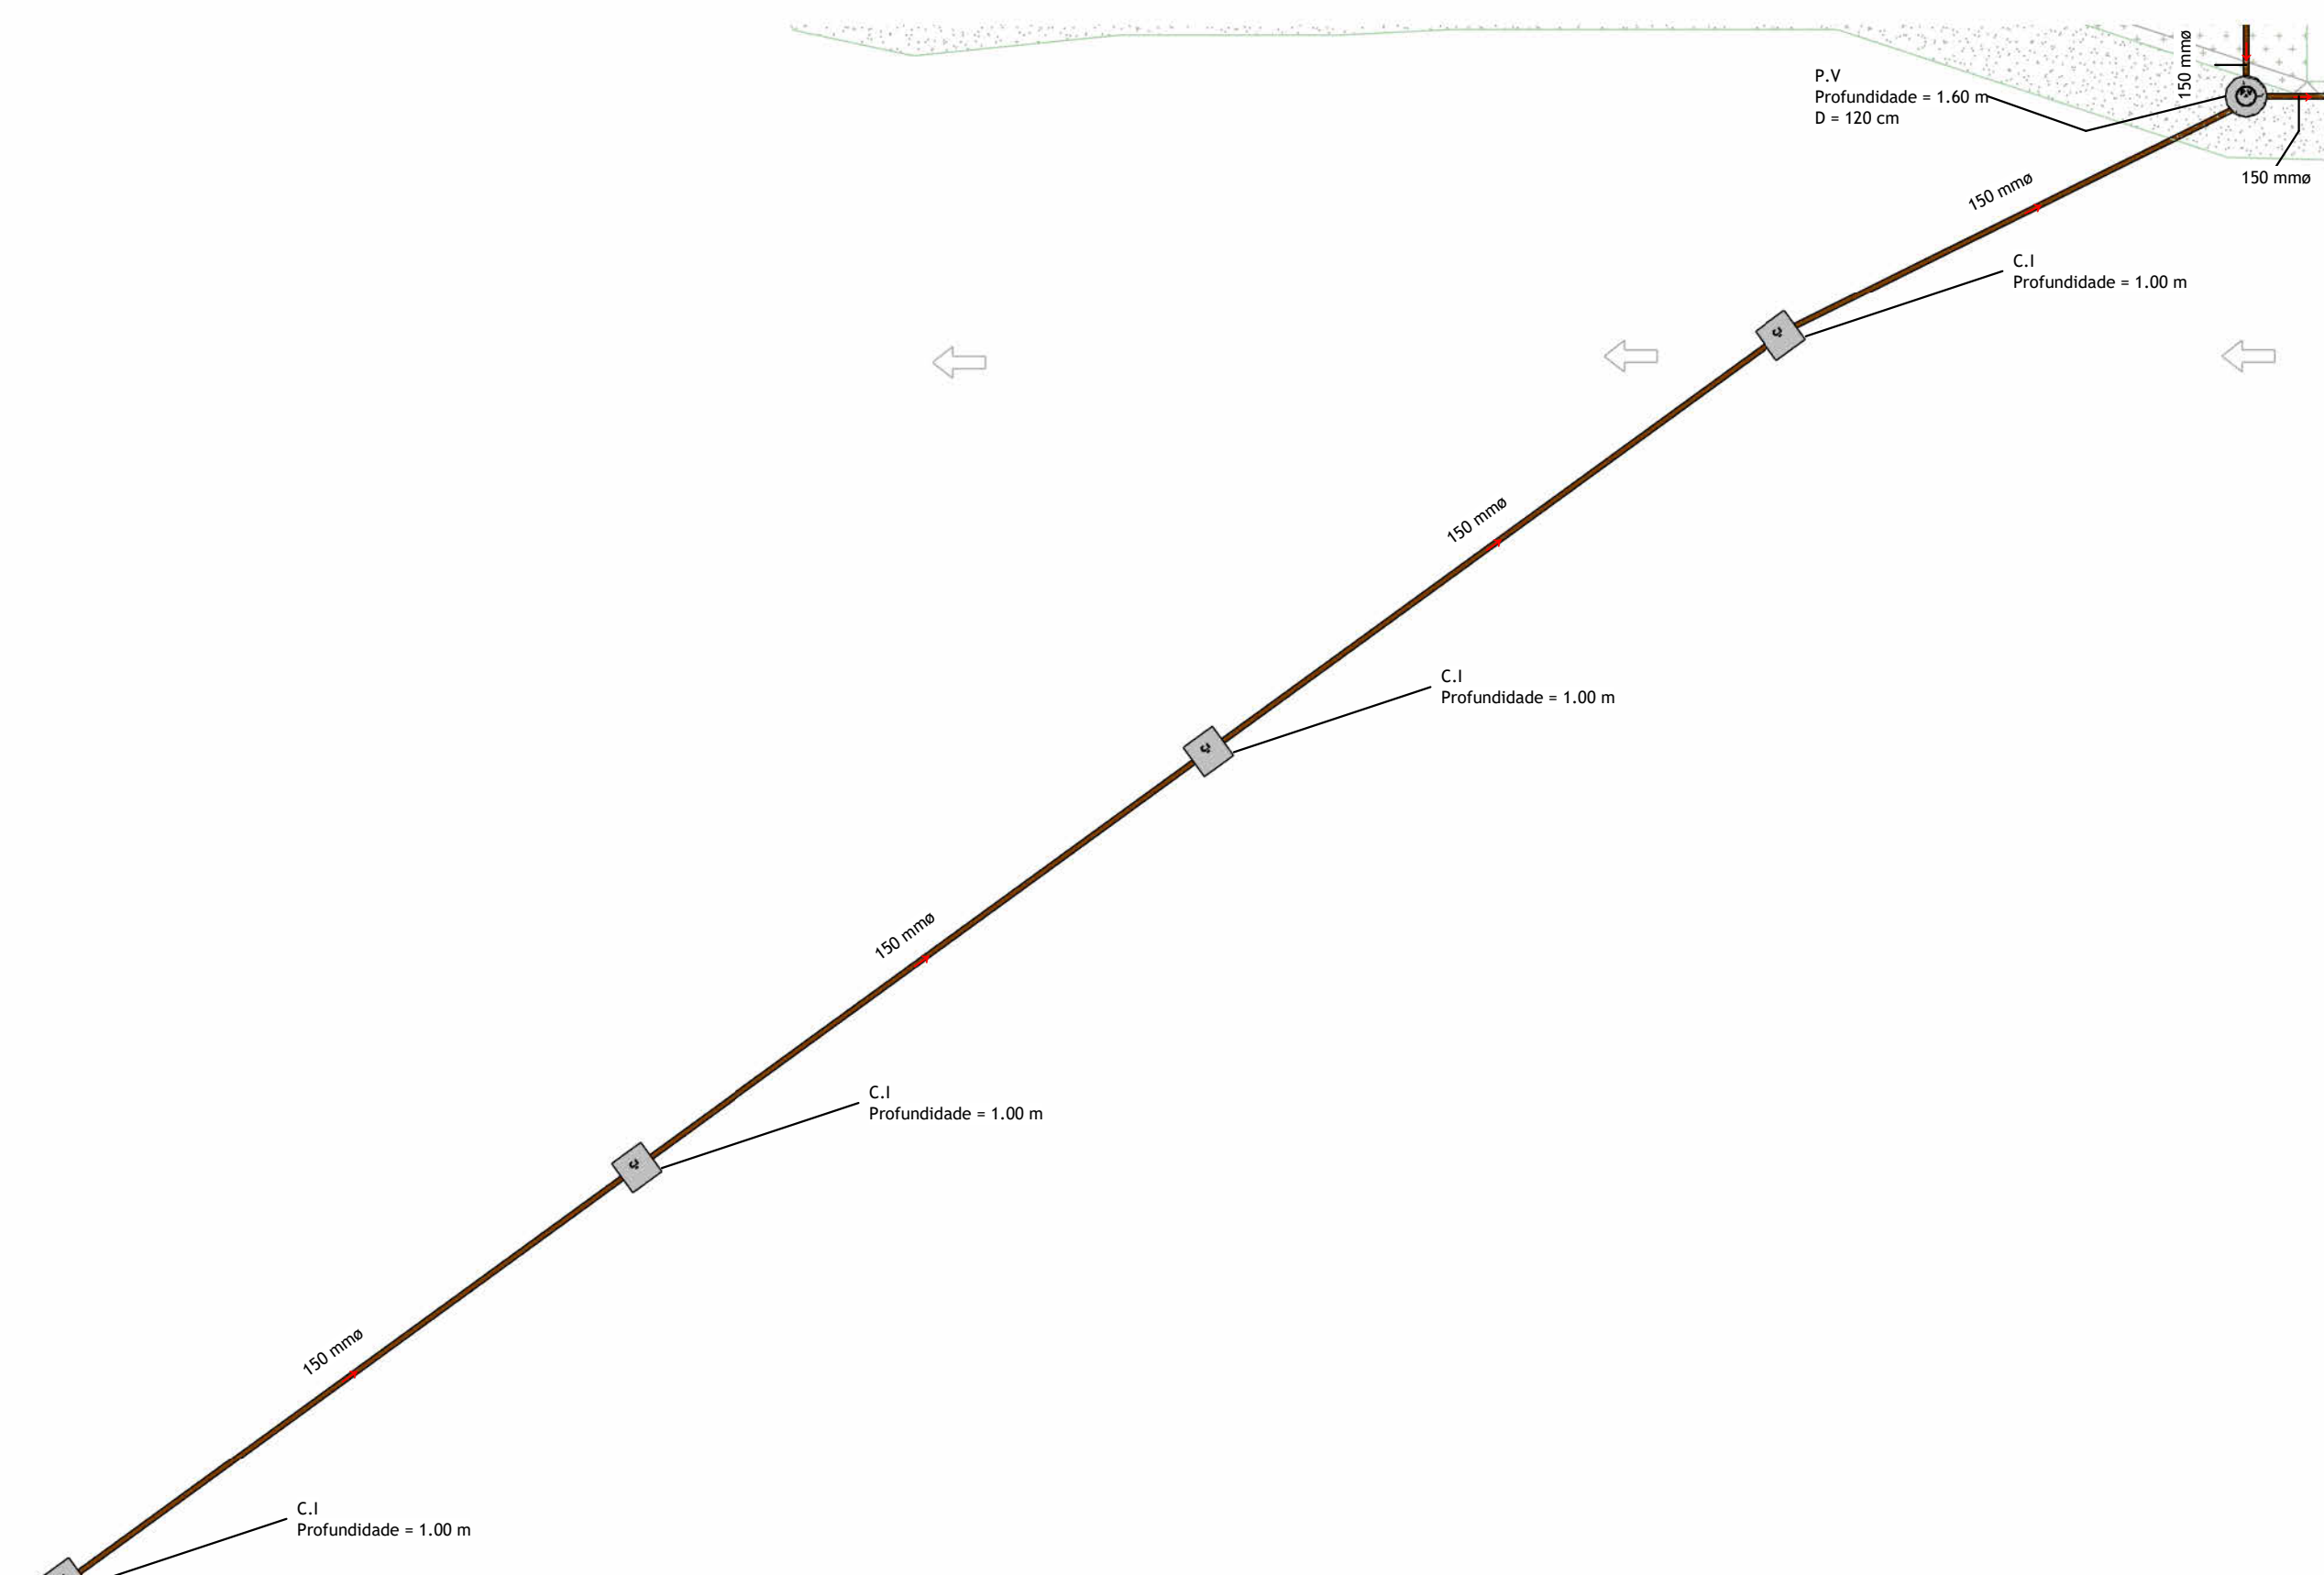 150 mmø
P.V
Profundidade = 1.60 m
D = 120 cm
150 mmø
150 mmø
C.I
Profundidade = 1.00 m
150 mmø
C.I
Profundidade = 1.00 m
150 mmø
C.I
Profundidade = 1.00 m
150 mmø
C.I
Profundidade = 1.00 m